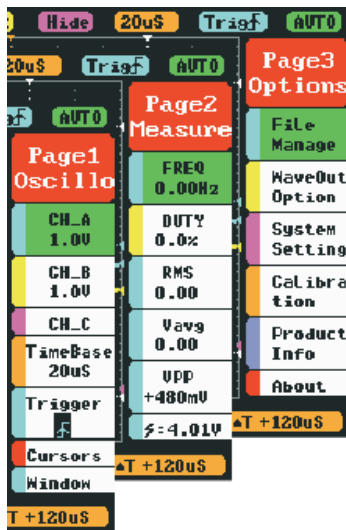 Hide 20uS Trig AUTO
20uS Trig AUTO
AUTO
Page1
Oscillo
CH_A
1.0V
CH_B
1.0V
CH_C
TimeBase
20uS
Trigger
Cursors
Window
T +120uS
Page2
Measure
FREQ
0.00Hz
DUTY
0.0%
RMS
0.00
Vavg
0.00
VPP
+480mV
⚡:4.01V
▲T +120uS
Page3
Options
File
Manage
WaveOut
Option
System
Setting
Calibra
tion
Product
Info
About
▲T +120uS